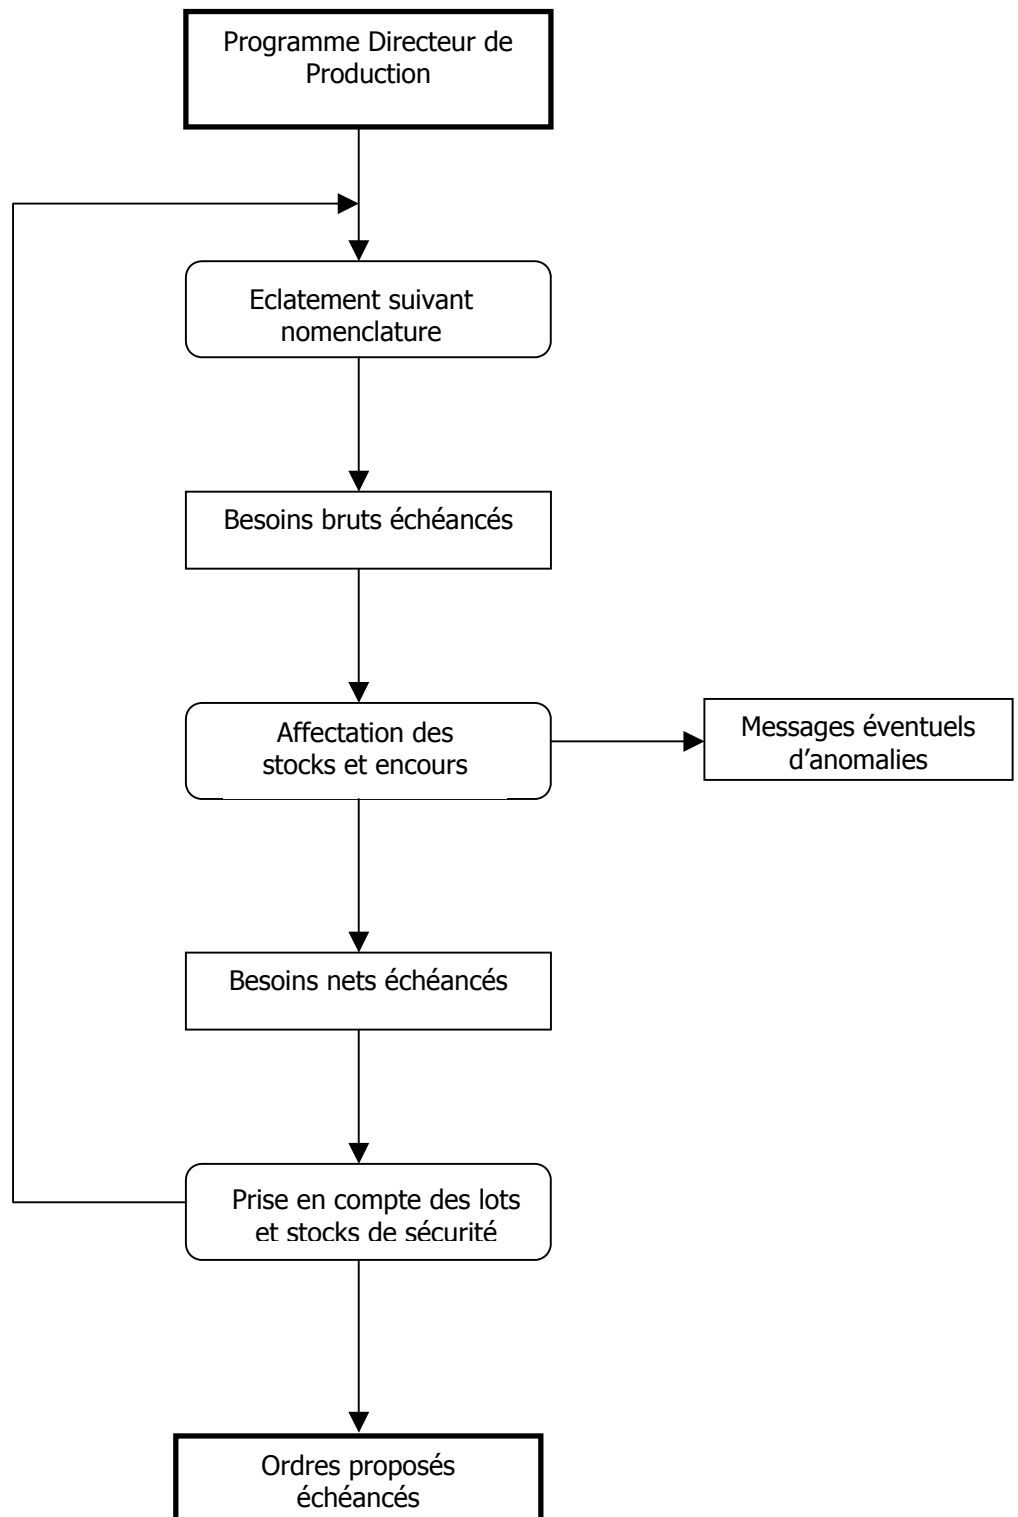 Programme Directeur de
Production
Eclatement suivant
nomenclature
Besoins bruts échéancés
Affectation des
stocks et encours
Messages éventuels
d’anomalies
Besoins nets échéancés
Prise en compte des lots
et stocks de sécurité
Ordres proposés
échéancés